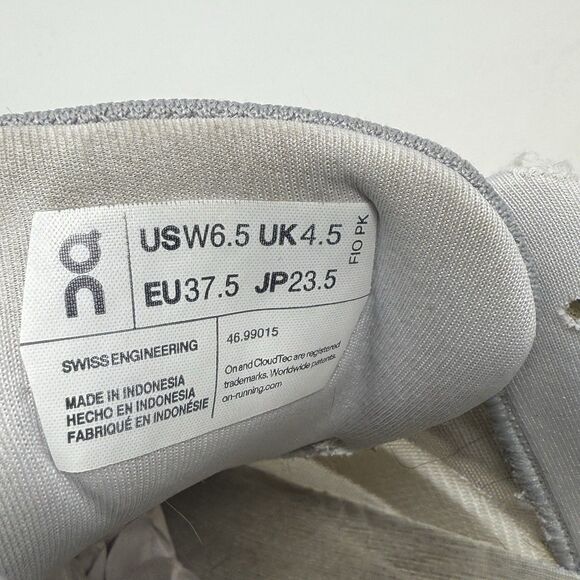 on
USW6.5 UK4.5
EU37.5 JP23.5
FIO PK
SWISS ENGINEERING
MADE IN INDONESIA
HECHO EN INDONESIA
FABRIQUÉ EN INDONÉSIE
46.99015
On and CloudTec are registered
trademarks. Worldwide patents.
on-running.com